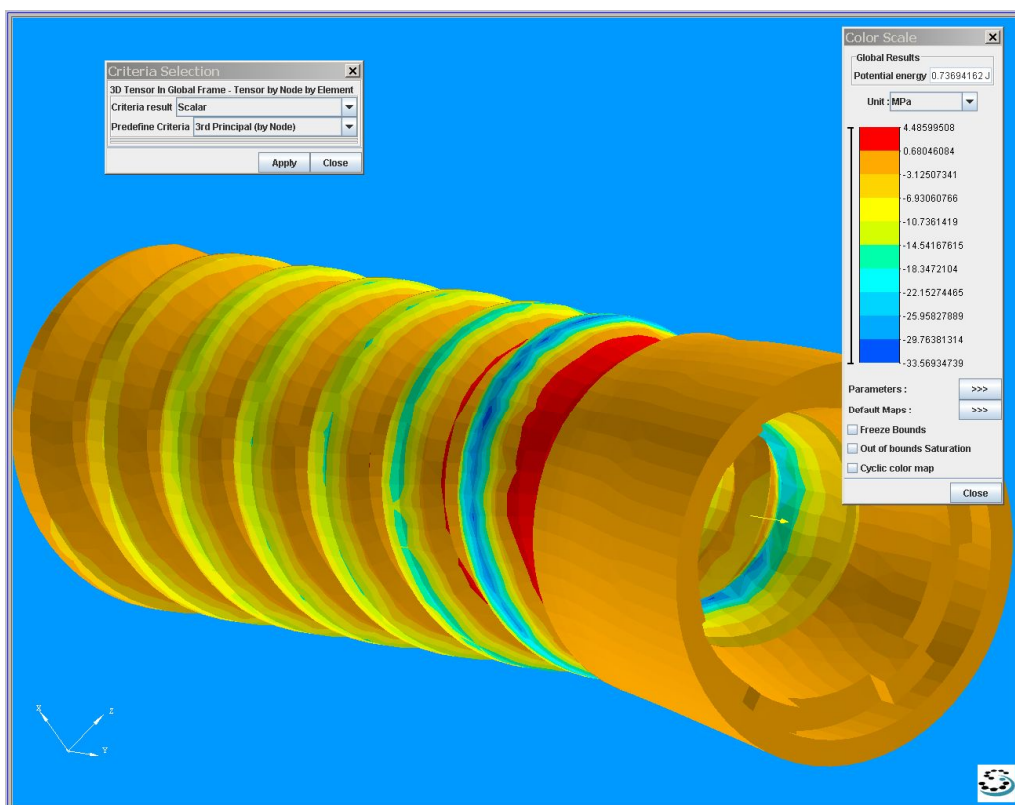 Criteria Selection
3D Tensor In Global Frame - Tensor by Node by Element
Criteria result Scalar
Predefine Criteria 3rd Principal (by Node)
Apply Close
Color Scale
Global Results
Potential energy 0.73694162 J
Unit : MPa
4.48599508
0.68046084
-3.12507341
-6.93060766
-10.7361419
-14.54167615
-18.3472104
-22.15274465
-25.95827889
-29.76381314
-33.56934739
Parameters : >>>
Default Maps : >>>
Freeze Bounds
Out of bounds Saturation
Cyclic color map
Close
X
Z
Y